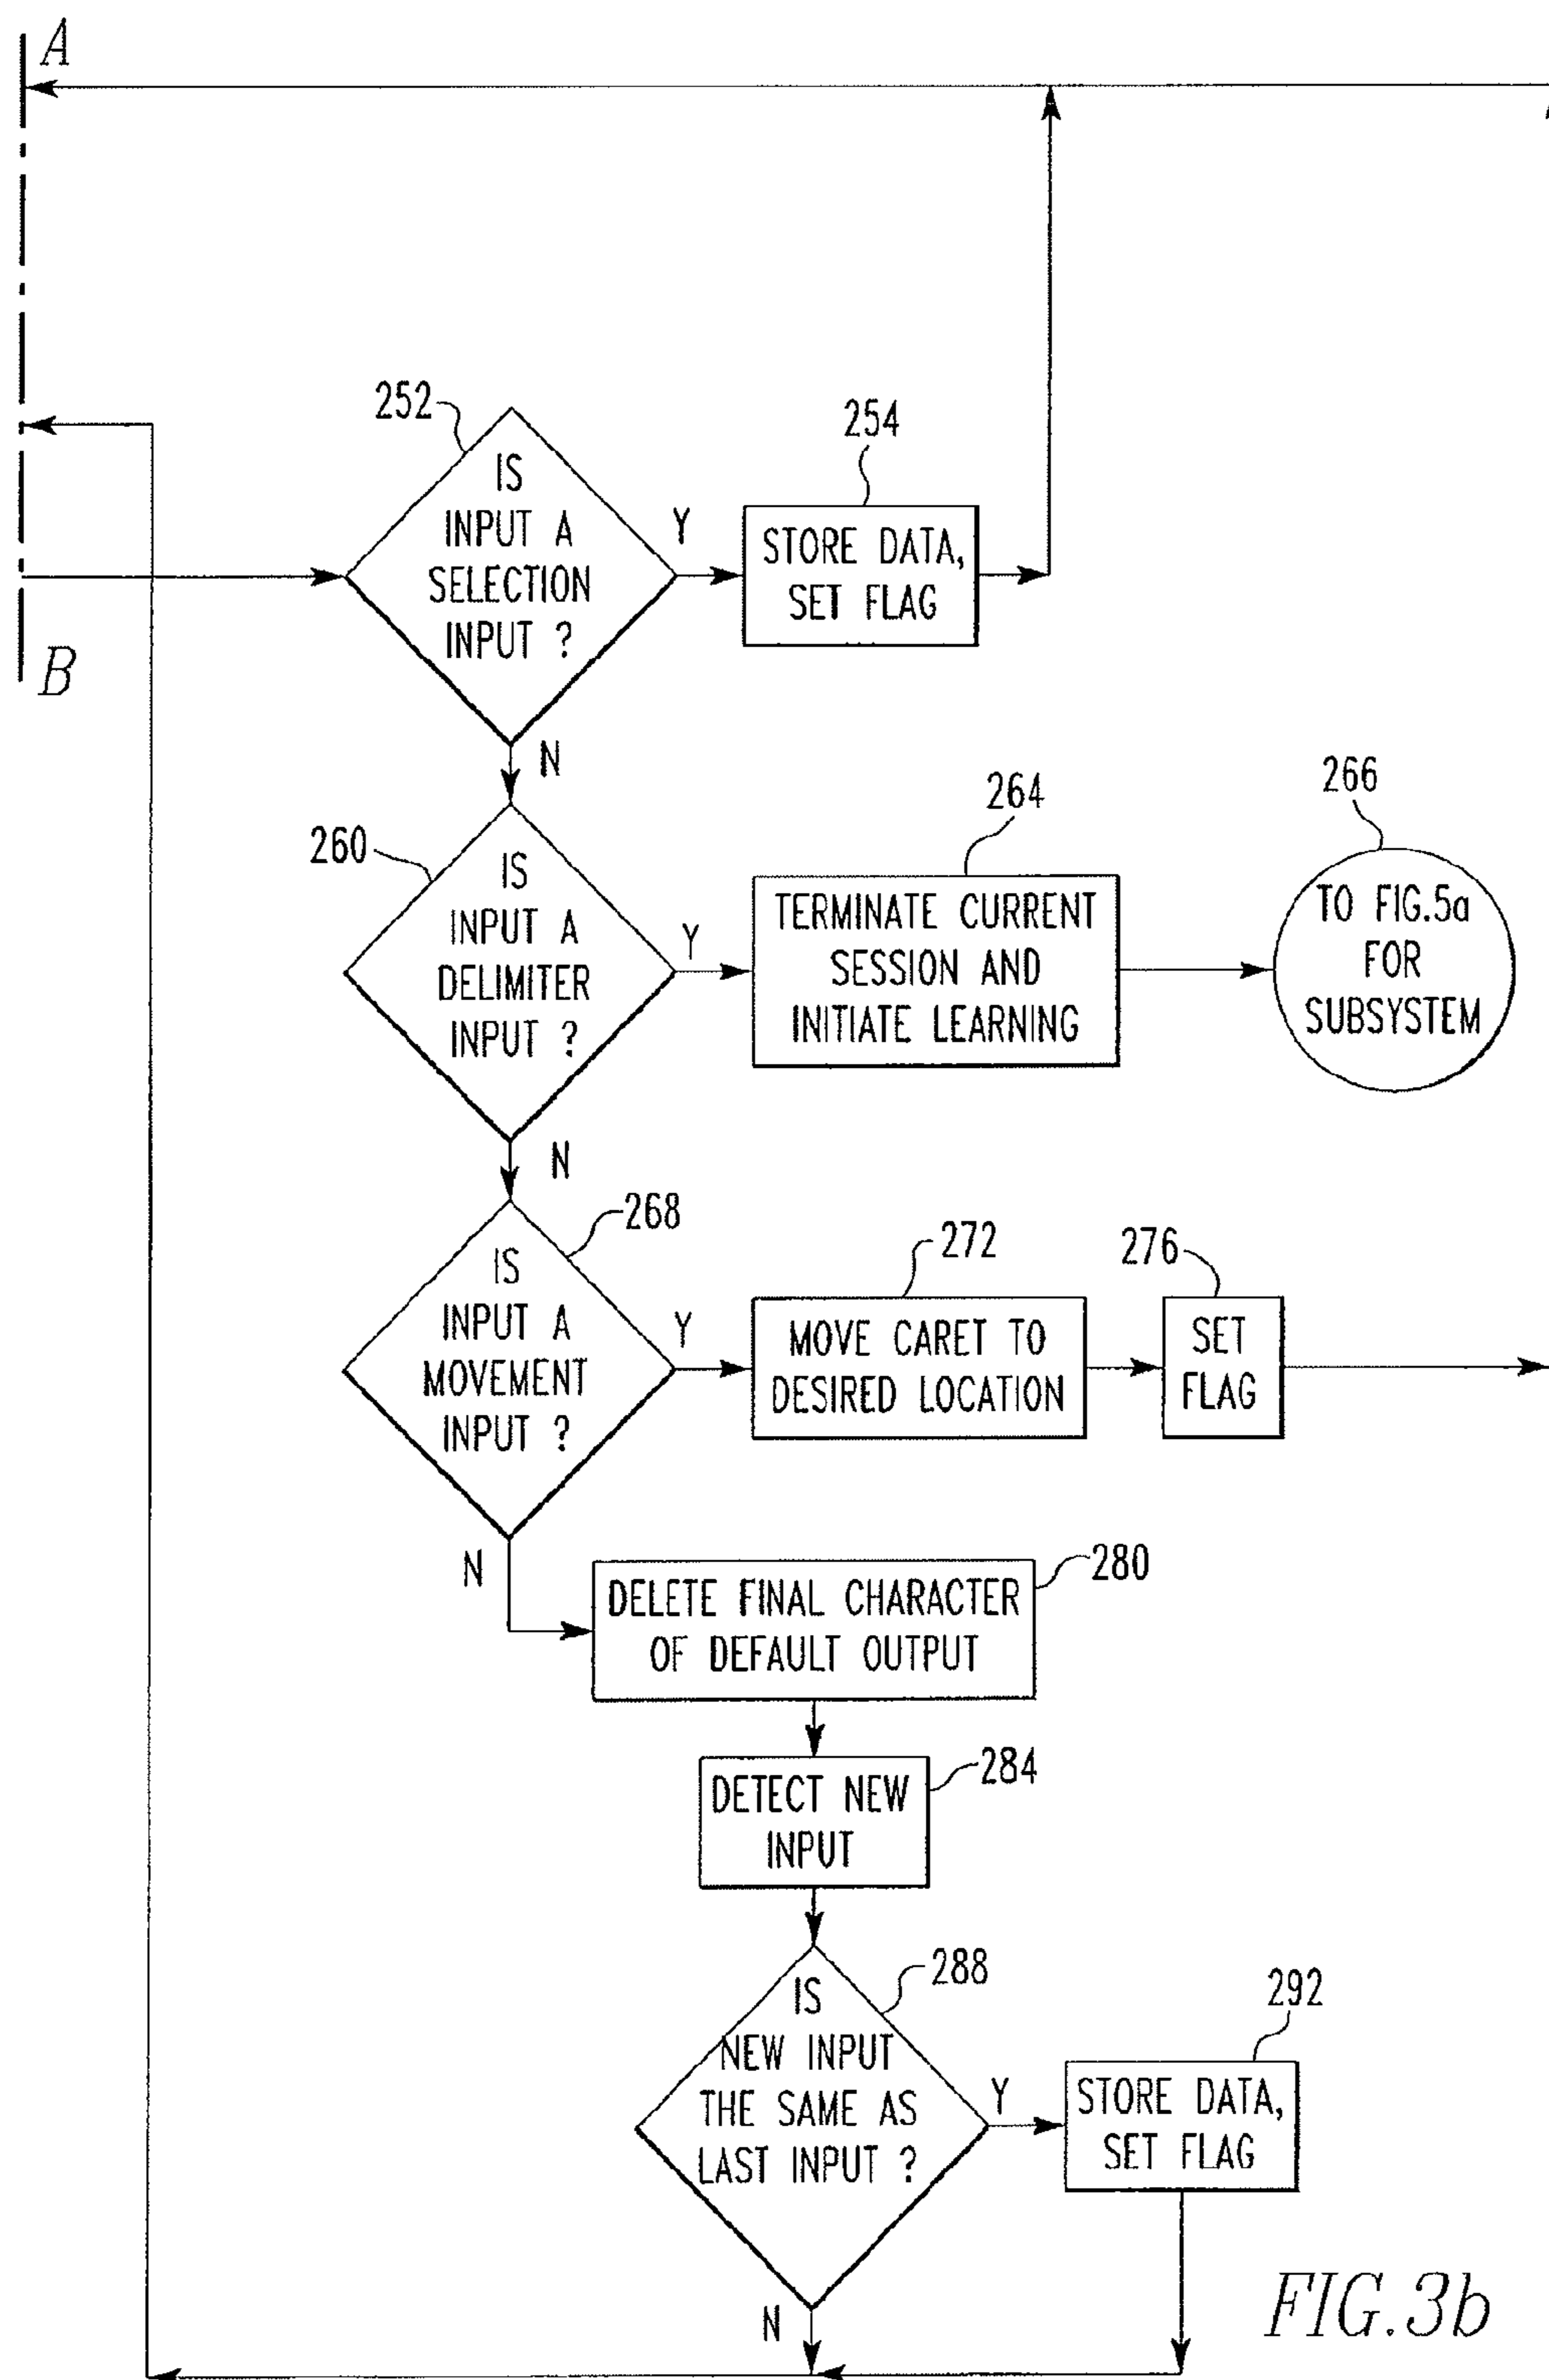 A
252
IS
INPUT A
SELECTION
INPUT ?
Y
254
STORE DATA,
SET FLAG
B
N
260
IS
INPUT A
DELIMITER
INPUT ?
Y
264
TERMINATE CURRENT
SESSION AND
INITIATE LEARNING
266
TO FIG.5a
FOR
SUBSYSTEM
N
268
IS
INPUT A
MOVEMENT
INPUT ?
Y
272
MOVE CARET TO
DESIRED LOCATION
276
SET
FLAG
N
280
DELETE FINAL CHARACTER
OF DEFAULT OUTPUT
284
DETECT NEW
INPUT
288
IS
NEW INPUT
THE SAME AS
LAST INPUT ?
Y
292
STORE DATA,
SET FLAG
N
FIG.3b